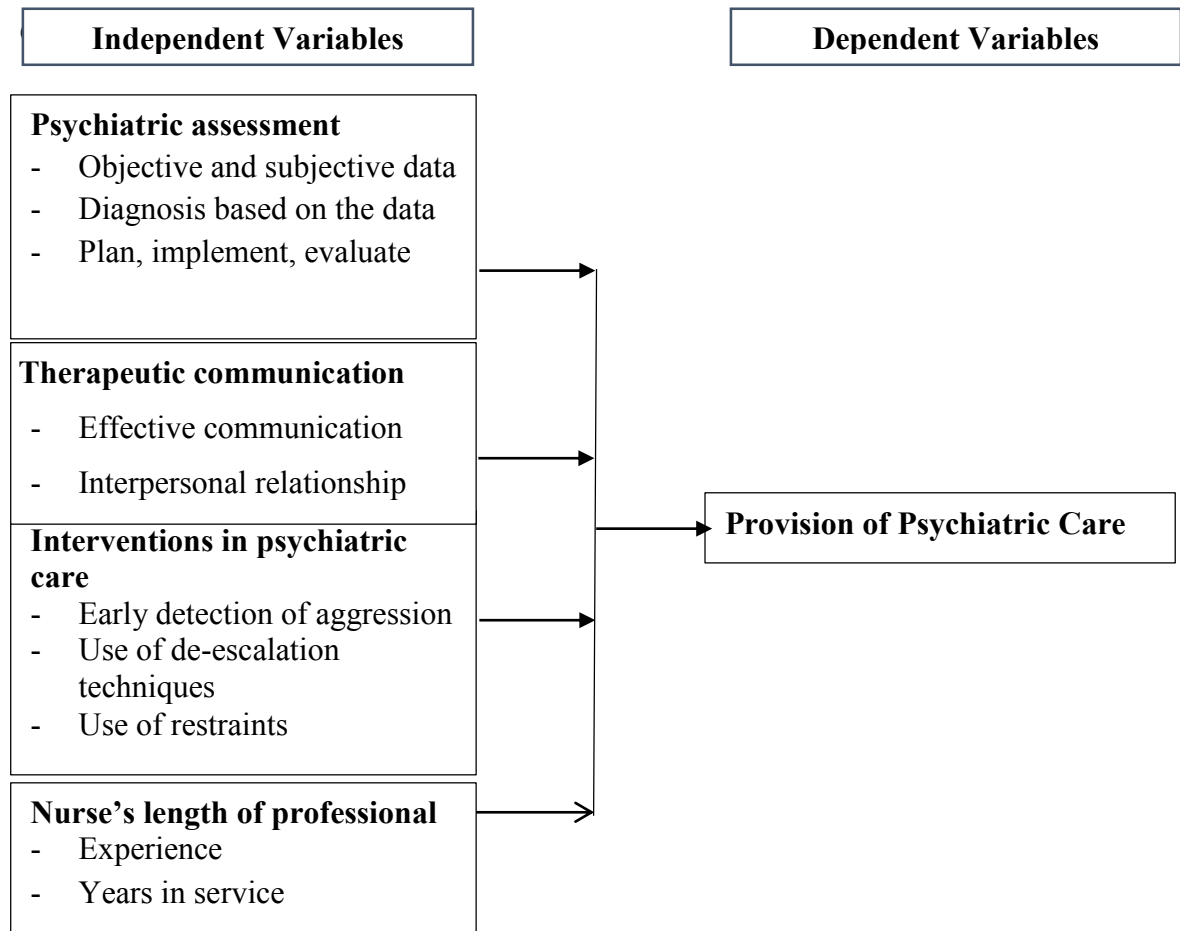 Independent Variables
Dependent Variables
Psychiatric assessment
- Objective and subjective data
- Diagnosis based on the data
- Plan, implement, evaluate
Therapeutic communication
- Effective communication
- Interpersonal relationship
Interventions in psychiatric
care
- Early detection of aggression
- Use of de-escalation
techniques
- Use of restraints
Nurse’s length of professional
- Experience
- Years in service
Provision of Psychiatric Care